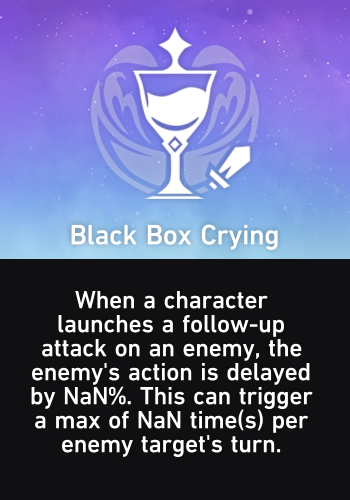 Black Box Crying
When a character
launches a follow-up
attack on an enemy, the
enemy's action is delayed
by NaN%. This can trigger
a max of NaN time(s) per
enemy target's turn.